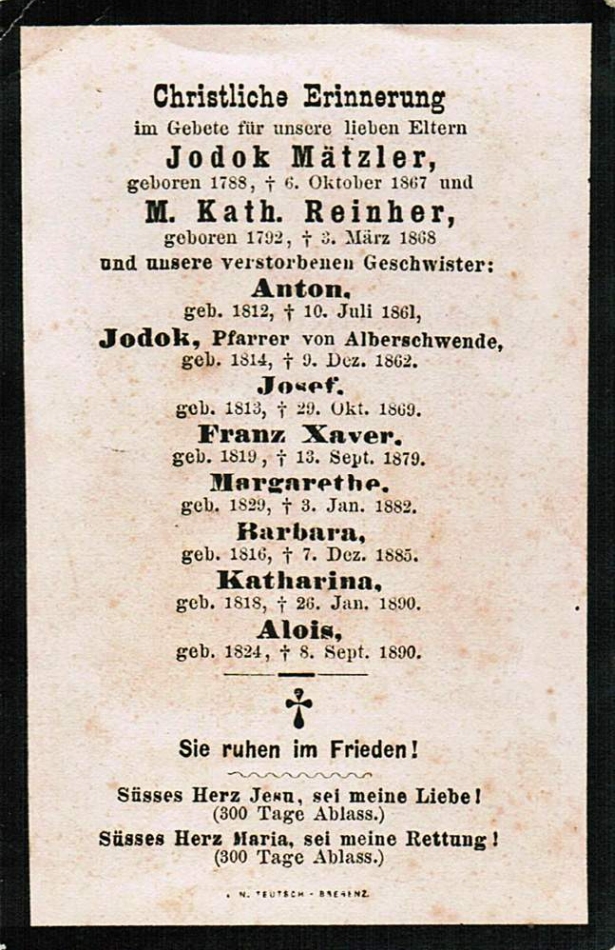 Christliche Erinnerung
im Gebete für unsere lieben Eltern
Jodok Mätzler,
geboren 1788, † 6. Oktober 1867 und
M. Kath. Reinher,
geboren 1792, † 3. März 1868
und unsere verstorbenen Geschwister:
Anton,
geb. 1812, † 10. Juli 1861,
Jodok, Pfarrer von Alberschwende,
geb. 1814, † 9. Dez. 1862.
Josef.
geb. 1813, † 29. Okt. 1869.
Franz Xaver.
geb. 1819, † 13. Sept. 1879.
Margarethe.
geb. 1829, † 3. Jan. 1882.
Barbara,
geb. 1816, † 7. Dez. 1885.
Katharina,
geb. 1818, † 26. Jan. 1890.
Alois,
geb. 1824, † 8. Sept. 1890.
Sie ruhen im Frieden!
Süsses Herz Jesu, sei meine Liebe!
(300 Tage Ablass.)
Süsses Herz Maria, sei meine Rettung!
(300 Tage Ablass.)
N. TEUTSCH - BREGENZ.